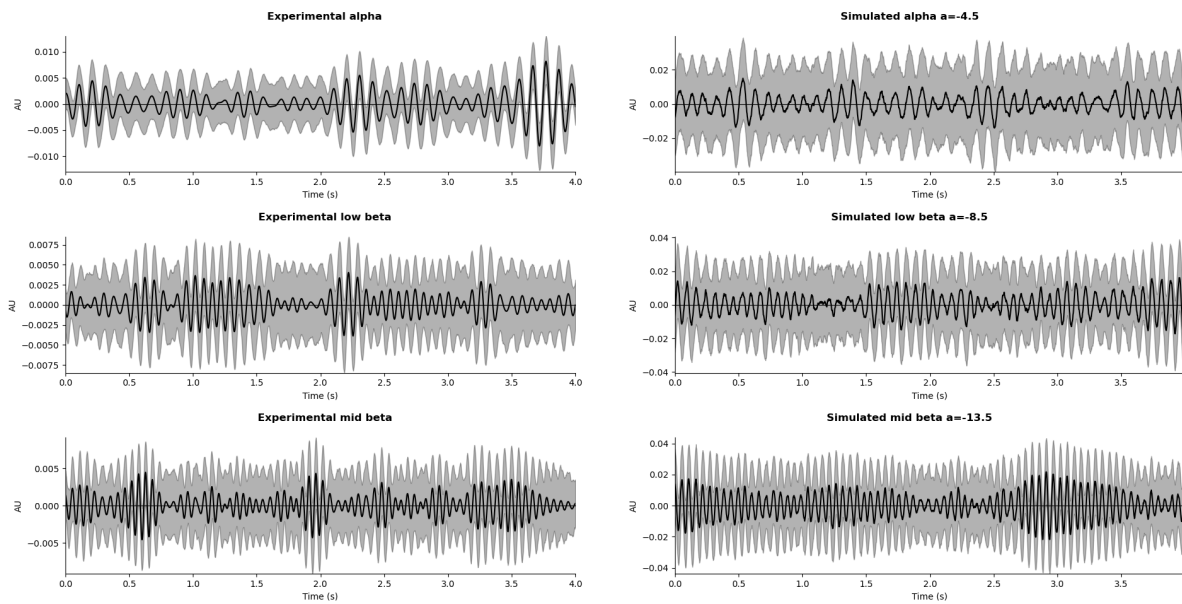 Experimental alpha
AU
0.010
0.005
0.000
−0.005
−0.010
0.0 0.5 1.0 1.5 2.0 2.5 3.0 3.5 4.0
Time (s)
Simulated alpha a=-4.5
AU
0.02
0.00
−0.02
0.0 0.5 1.0 1.5 2.0 2.5 3.0 3.5
Time (s)
Experimental low beta
AU
0.0075
0.0050
0.0025
0.0000
−0.0025
−0.0050
−0.0075
0.0 0.5 1.0 1.5 2.0 2.5 3.0 3.5 4.0
Time (s)
Simulated low beta a=-8.5
AU
0.04
0.02
0.00
−0.02
−0.04
0.0 0.5 1.0 1.5 2.0 2.5 3.0 3.5
Time (s)
Experimental mid beta
AU
0.005
0.000
−0.005
0.0 0.5 1.0 1.5 2.0 2.5 3.0 3.5 4.0
Time (s)
Simulated mid beta a=-13.5
AU
0.04
0.02
0.00
−0.02
−0.04
0.0 0.5 1.0 1.5 2.0 2.5 3.0 3.5
Time (s)